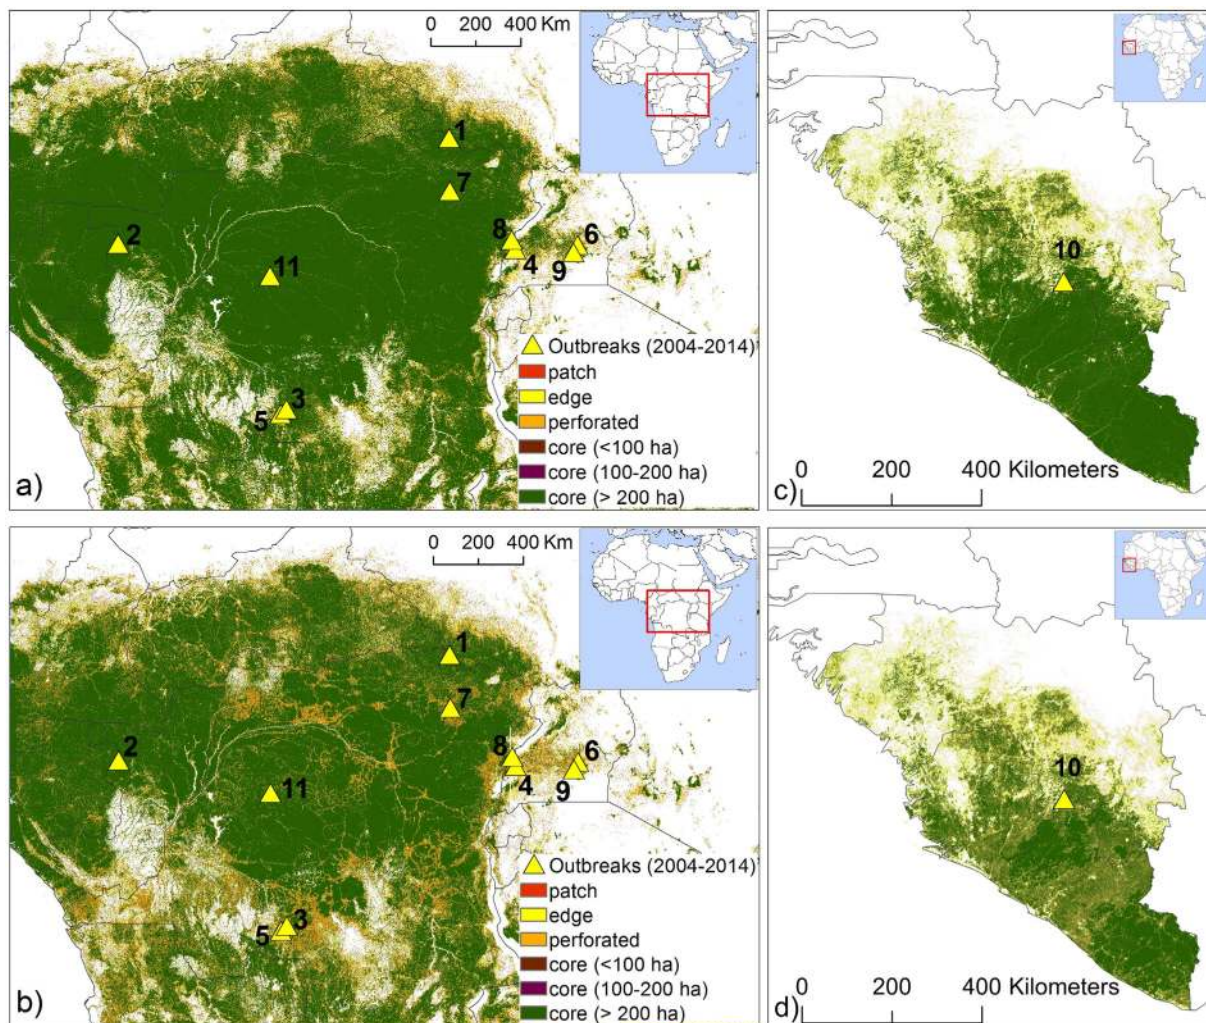 0 200 400 Km
1
7
2
8
6
11
4
9
Outbreaks (2004-2014)
patch
edge
3
perforated
5
core (<100 ha)
core (100-200 ha)
a)
core (> 200 ha)
10
0 200 400 Kilometers
c)
0 200 400 Km
1
7
2
8
6
11
4
9
Outbreaks (2004-2014)
patch
edge
3
perforated
5
core (<100 ha)
core (100-200 ha)
b)
core (> 200 ha)
10
0 200 400 Kilometers
d)